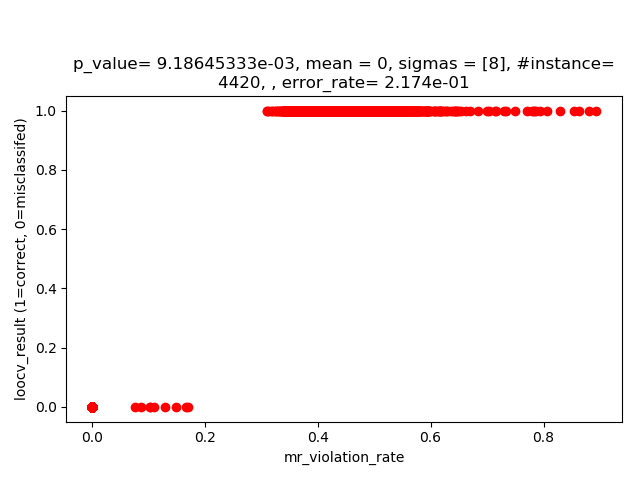 p_value= 9.18645333e-03, mean = 0, sigmas = [8], #instance=
4420, , error_rate= 2.174e-01
1.0
0.8
0.6
0.4
0.2
0.0
loocv_result (1=correct, 0=misclassifed)
0.0 0.2 0.4 0.6 0.8
mr_violation_rate